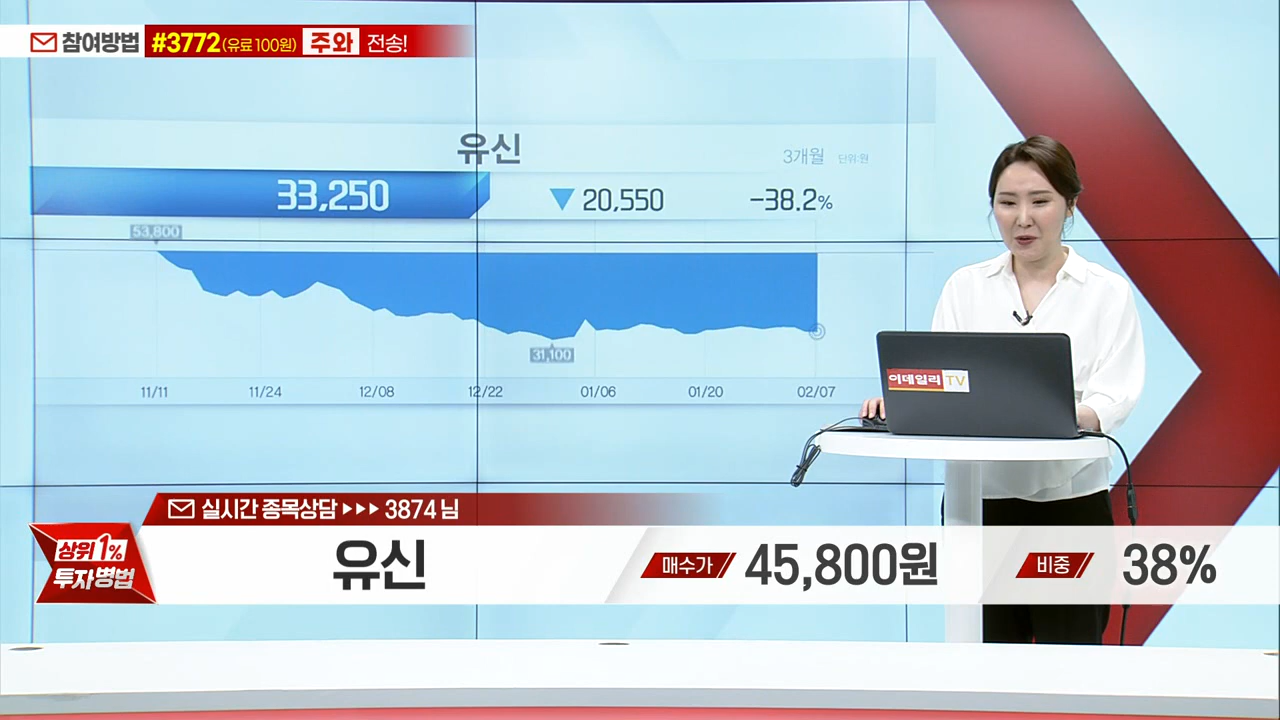 참여방법 #3772(유료 100원) 주와 전송!
유신
3개월 단위:원
33,250 ▼ 20,550 -38.2%
53,800
31,100
11/11 11/24 12/08 12/22 01/06 01/20 02/07
이데일리 TV
실시간 종목상담 ▶▶▶ 3874 님
상위 1%
투자병법
유신 매수가 45,800원 비중 38%